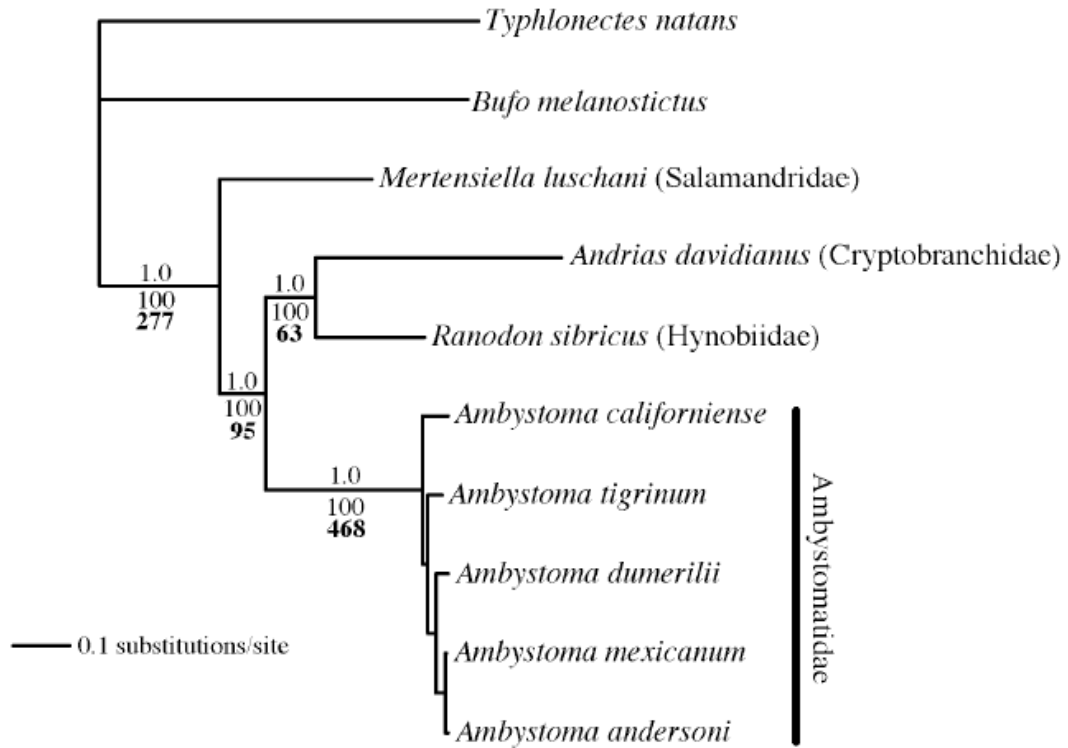 Typhlonectes natans
Bufo melanostictus
Mertensiella luschani (Salamandridae)
Andrias davidianus (Cryptobranchidae)
1.0
100
277
1.0
100
63
Ranodon sibricus (Hynobiidae)
1.0
100
95
Ambystoma californiense
1.0
100
468
Ambystoma tigrinum
Ambystoma dumerilii
Ambystoma mexicanum
Ambystoma andersoni
Ambystomatidae
0.1 substitutions/site